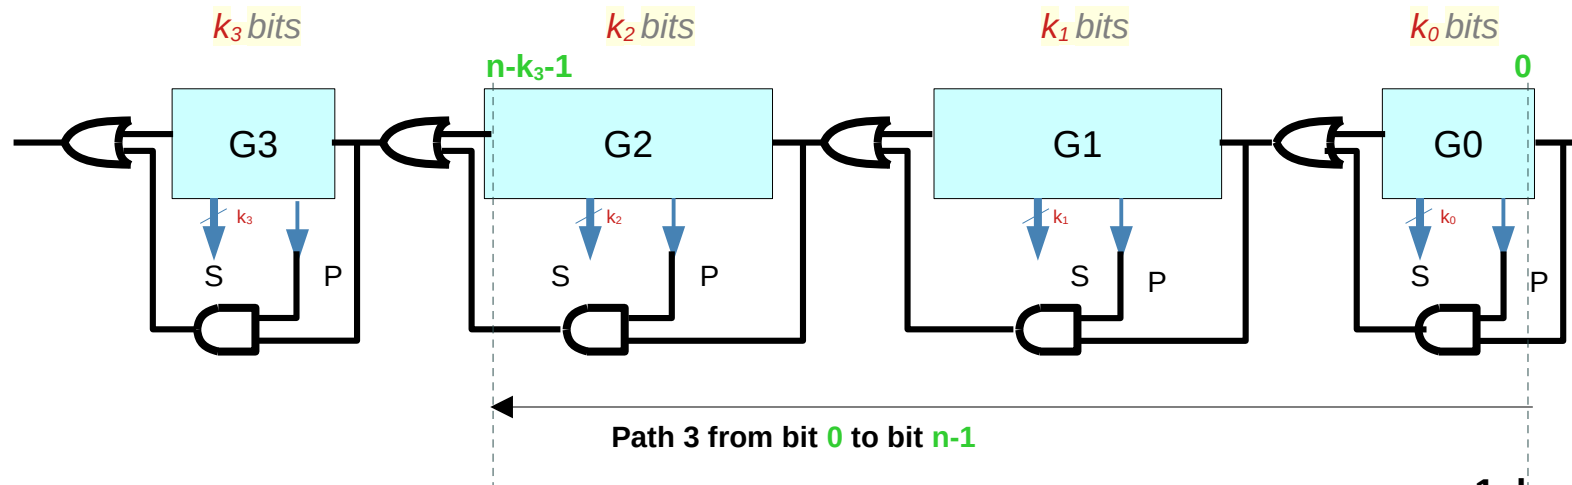 k₃ bits k₂ bits k₁ bits k₀ bits
n-k₃-1 0
G3 G2 G1 G0
k₃ k₂ k₁ k₀
S P S P S P S P
Path 3 from bit 0 to bit n-1